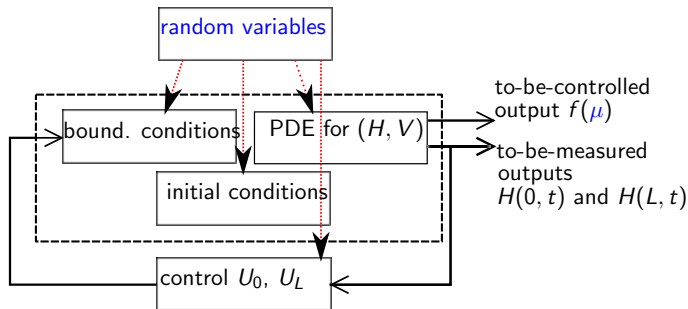 random variables
to-be-controlled
output f(μ)
bound. conditions
PDE for (H, V)
to-be-measured
outputs
H(0, t) and H(L, t)
initial conditions
control U₀, U_L